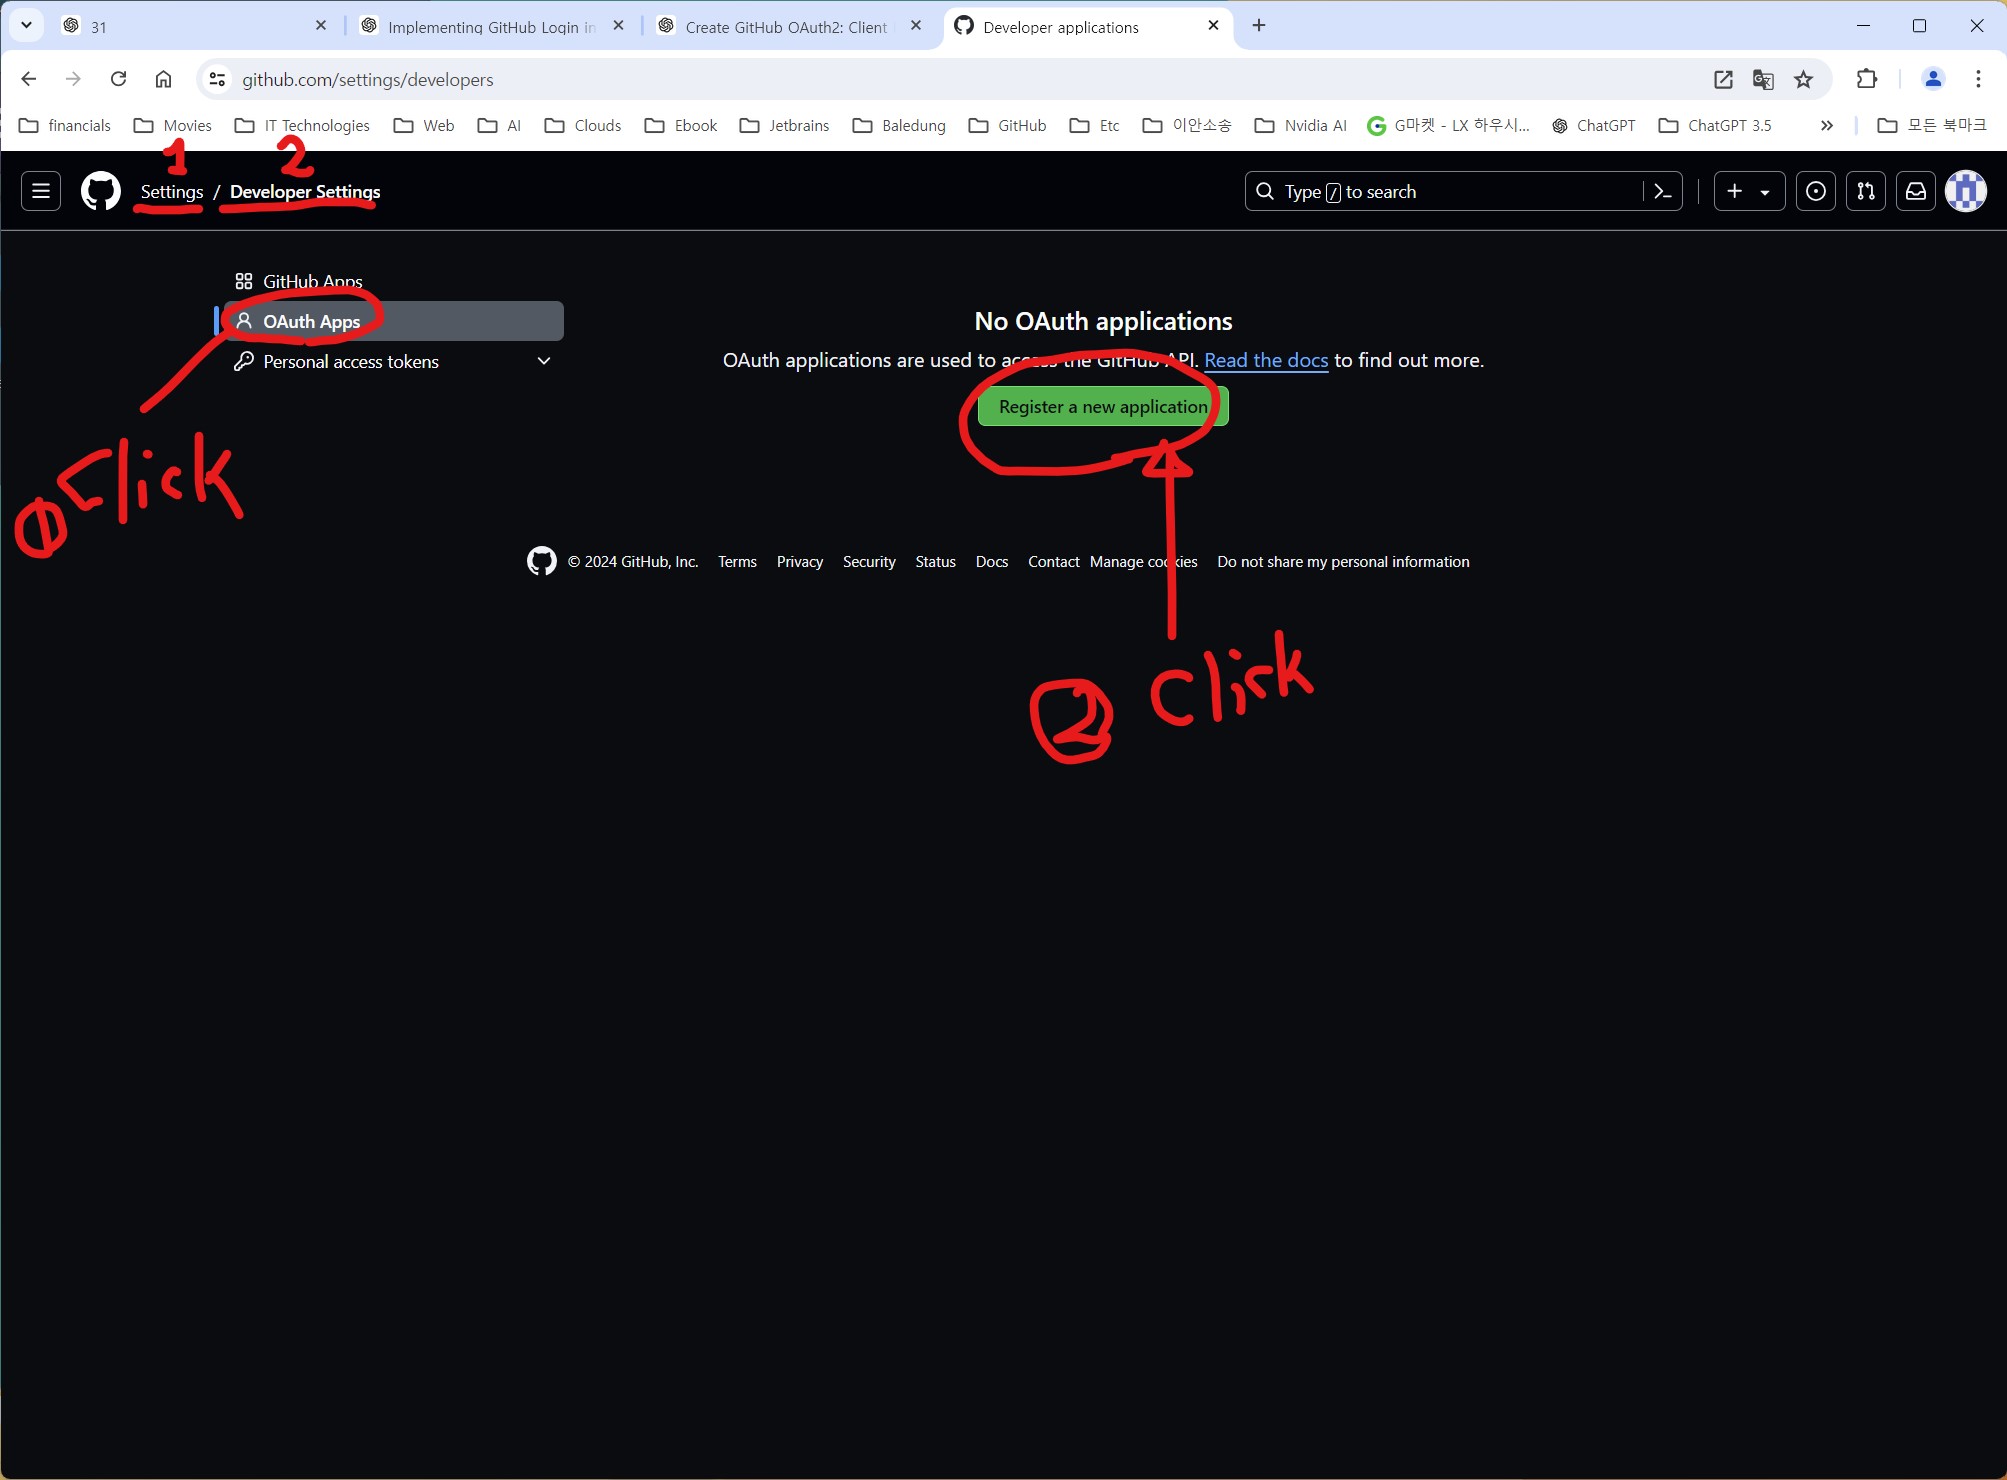 31
Implementing GitHub Login in
Create GitHub OAuth2: Client
Developer applications
github.com/settings/developers
financials
Movies
IT Technologies
Web
AI
Clouds
Ebook
Jetbrains
Baledung
GitHub
Etc
이안소송
Nvidia AI
G마켓 - LX 하우시...
ChatGPT
ChatGPT 3.5
모든 북마크
1
2
Settings / Developer Settings
Type / to search
GitHub Apps
OAuth Apps
Personal access tokens
No OAuth applications
OAuth applications are used to access the GitHub API. Read the docs to find out more.
Register a new application
1 Click
© 2024 GitHub, Inc. Terms Privacy Security Status Docs Contact Manage cookies Do not share my personal information
2 Click